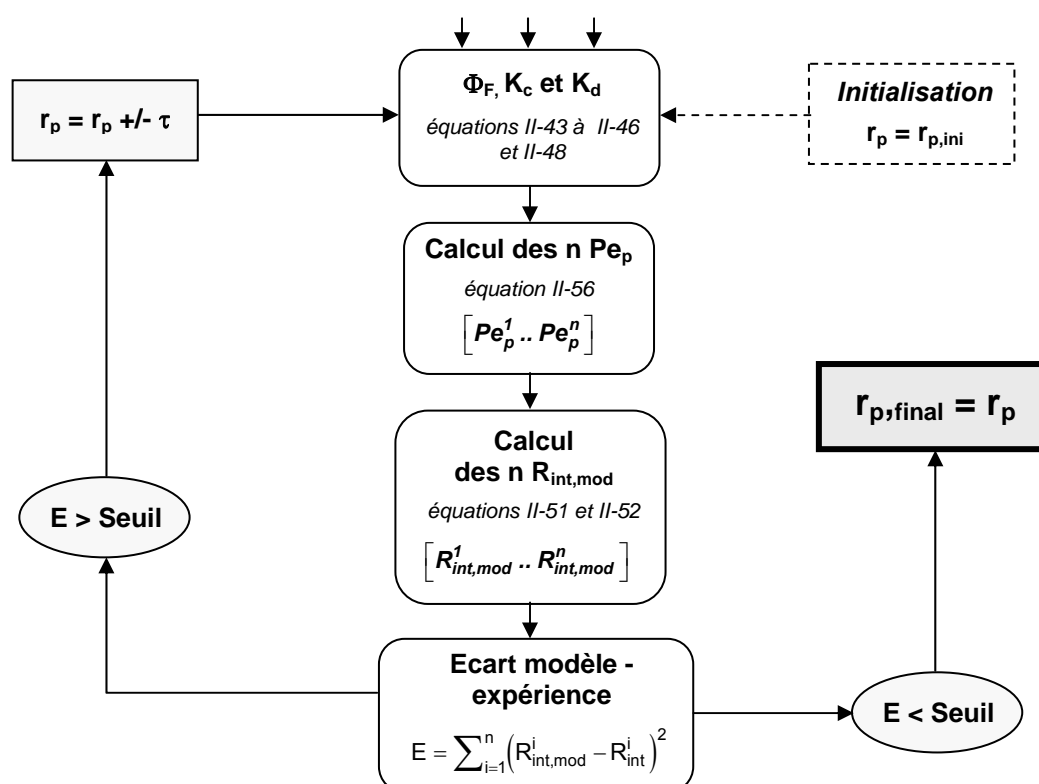 Φ_F, K_c et K_d
équations II-43 à II-46
et II-48
r_p = r_p +/- τ
Initialisation
r_p = r_p,ini
Calcul des n Pe_p
équation II-56
[Pe_p^1 .. Pe_p^n]
Calcul
des n R_int,mod
équations II-51 et II-52
[R_int,mod^1 .. R_int,mod^n]
r_p,final = r_p
E > Seuil
Ecart modèle -
expérience
E = ∑_{i=1}^n (R_int,mod^i − R_int^i)^2
E < Seuil